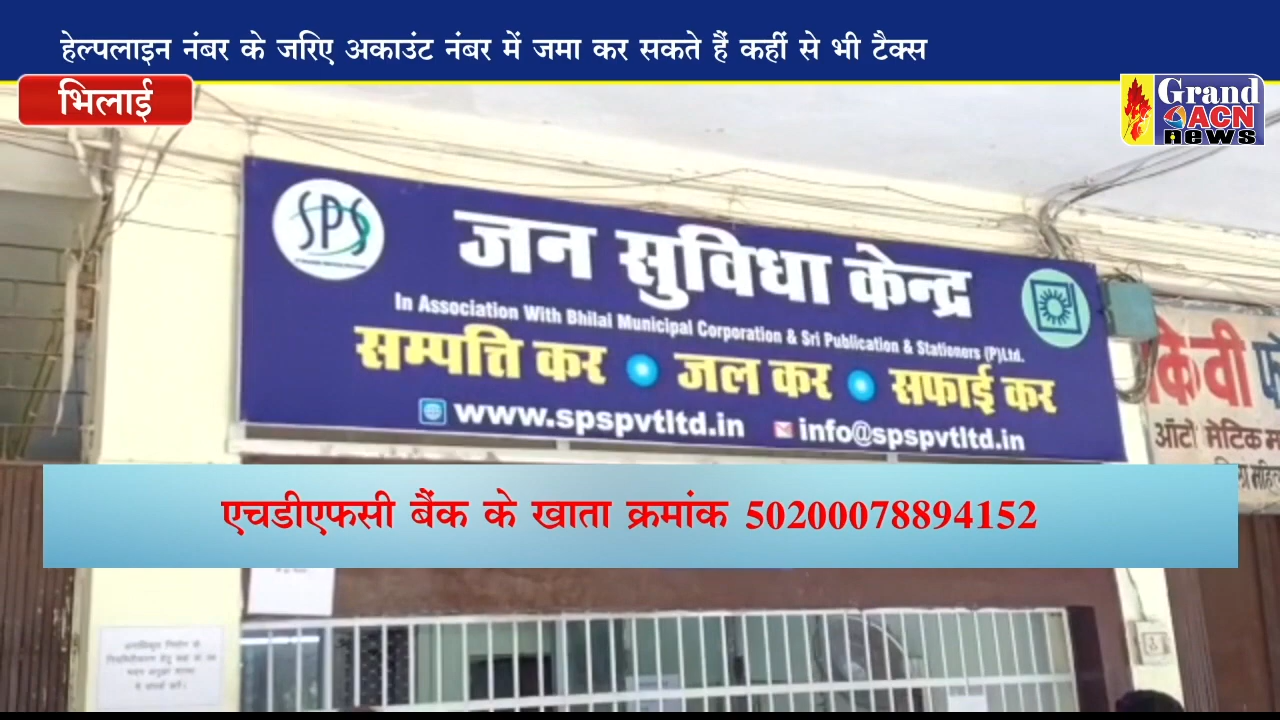 हेल्पलाइन नंबर के जरिए अकाउंट नंबर में जमा कर सकते हैं कहीं से भी टैक्स
भिलाई
Grand
ACN
news
SPS
जन सुविधा केन्द्र
In Association With Bhilai Municipal Corporation & Sri Publication & Stationers (P)Ltd.
सम्पत्ति कर जल कर सफाई कर
www.spspvtltd.in info@spspvtltd.in
ऑटो मेटिक
एचडीएफसी बैंक के खाता क्रमांक 50200078894152